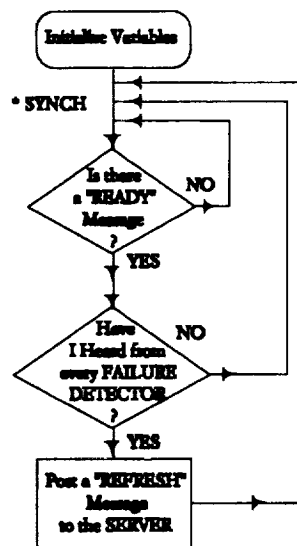 Initialize Variables
* SYNCH
Is there
a "READY"
Message
?
NO
YES
Have
I Heard from
every FAILURE
DETECTOR
?
NO
YES
Post a "REFRESH"
Message
to the SERVER